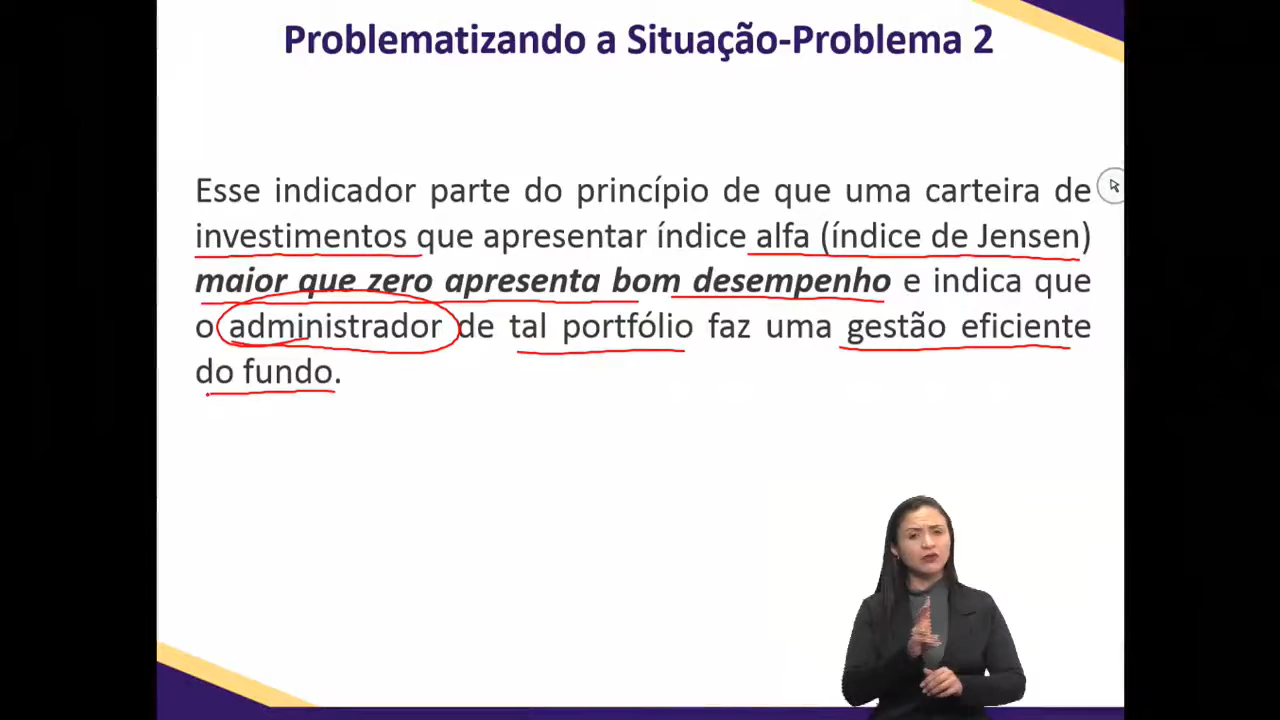 Problematizando a Situação-Problema 2
Esse indicador parte do princípio de que uma carteira de
investimentos que apresentar índice alfa (índice de Jensen)
maior que zero apresenta bom desempenho e indica que
o administrador de tal portfólio faz uma gestão eficiente
do fundo.